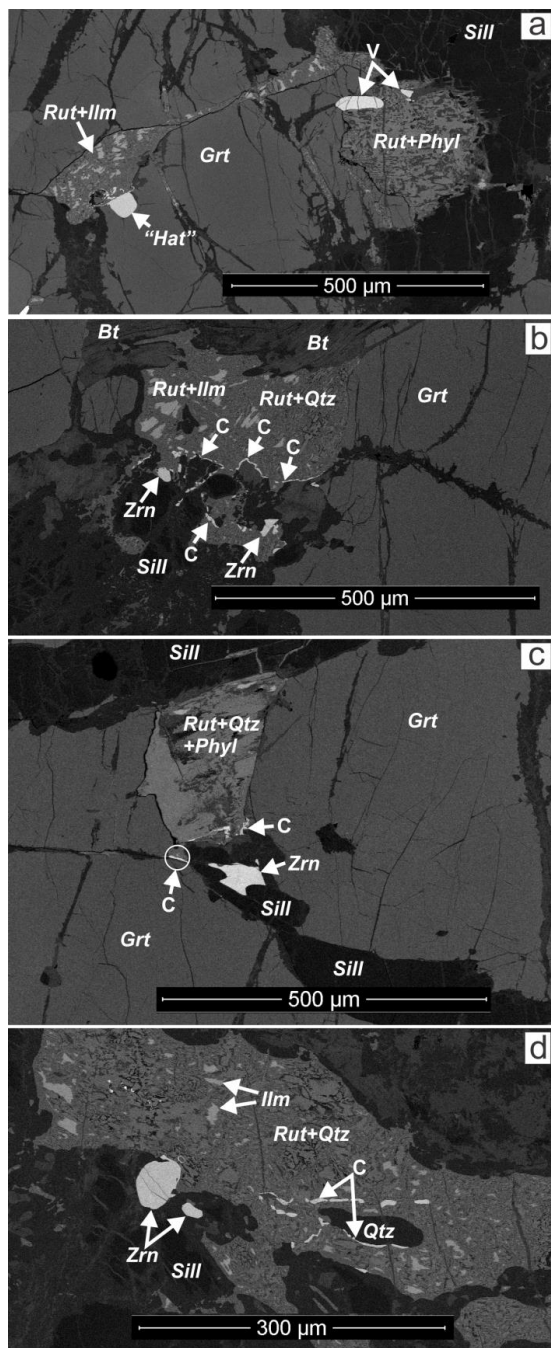 a
V
Sill
Rut+Ilm
Grt
Rut+Phyl
“Hat”
500 µm
b
Bt
Bt
Rut+Ilm
Rut+Qtz
Grt
C
C
C
Zrn
C
Zrn
Sill
500 µm
c
Sill
Rut+Qtz
+Phyl
Grt
C
Zrn
C
Sill
Grt
Sill
500 µm
d
Ilm
Rut+Qtz
C
Qtz
Zrn
Sill
300 µm